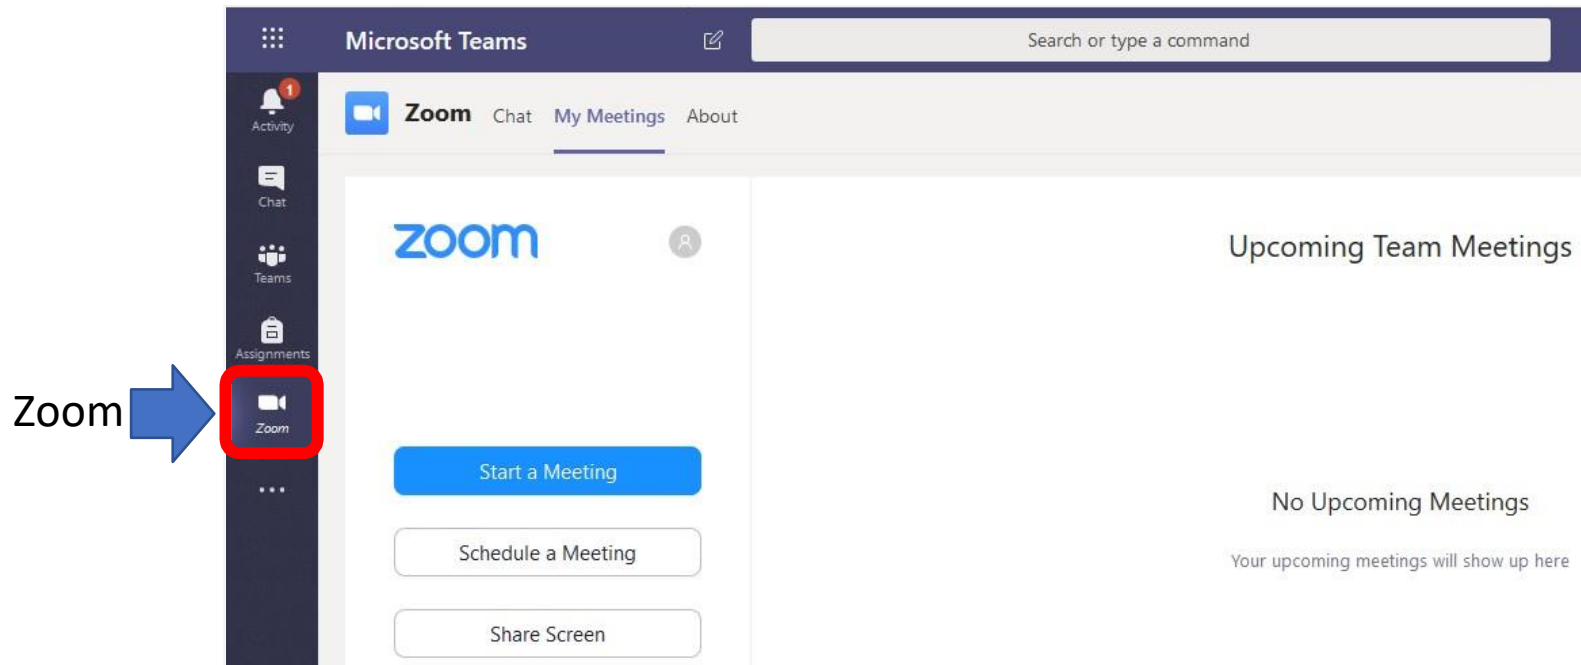 Microsoft Teams
Search or type a command
1
Activity
Zoom Chat My Meetings About
Chat
zoom
Upcoming Team Meetings
Teams
Assignments
Zoom
Zoom
Start a Meeting
No Upcoming Meetings
Schedule a Meeting
Your upcoming meetings will show up here
Share Screen